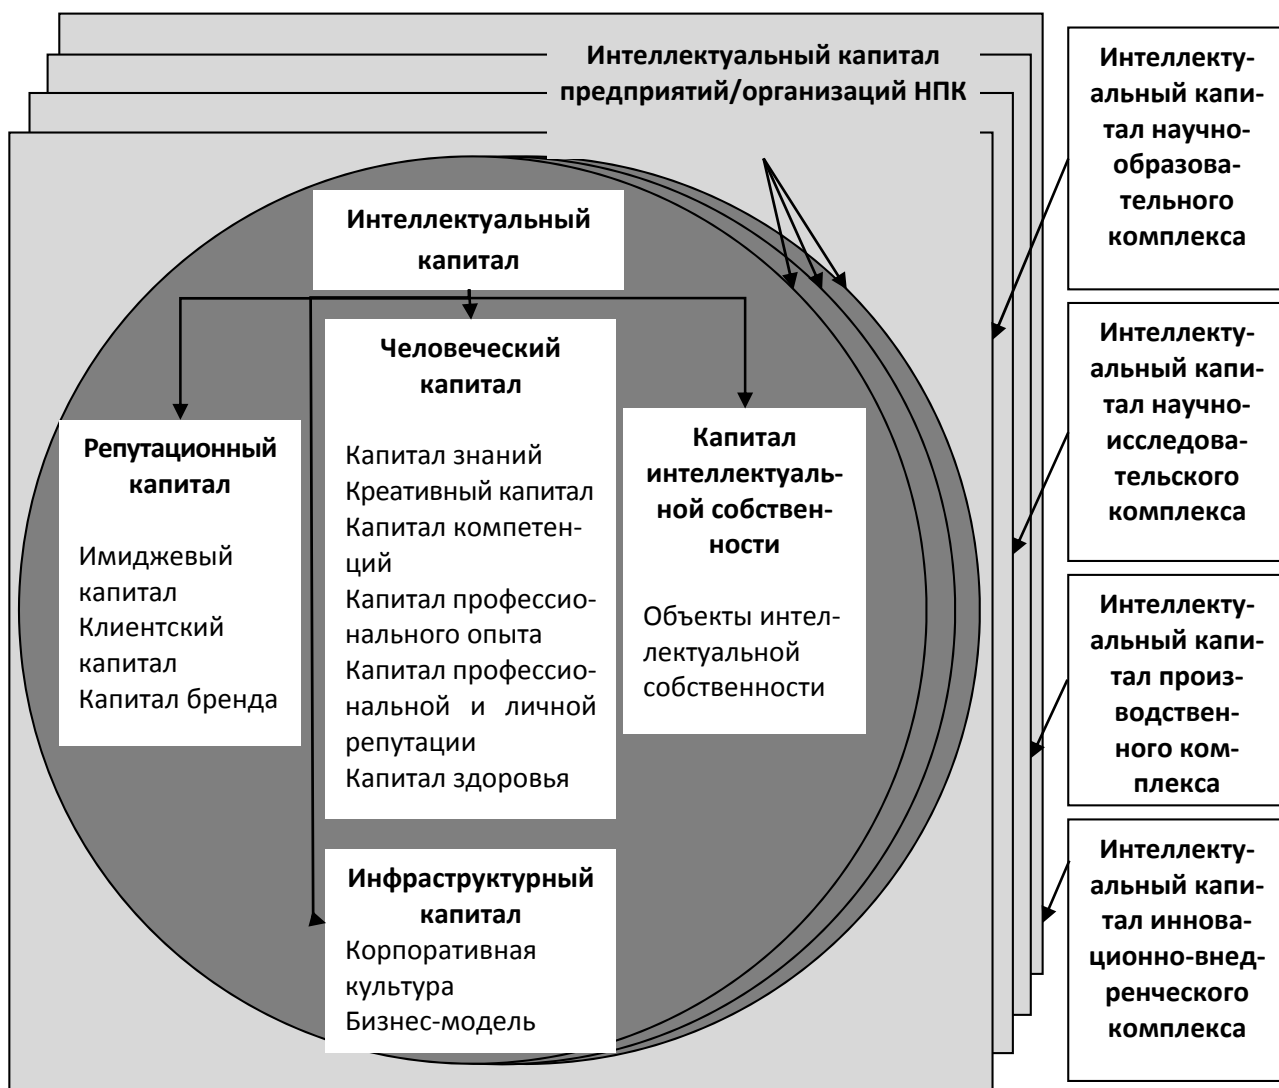 Интеллектуальный капитал
предприятий/организаций НПК
Интеллектуальный
капитал
Репутационный
капитал
Имиджевый
капитал
Клиентский
капитал
Капитал бренда
Человеческий
капитал
Капитал знаний
Креативный капитал
Капитал компетен-
ций
Капитал профессио-
нального опыта
Капитал профессио-
нальной и личной
репутации
Капитал здоровья
Капитал
интеллектуаль-
ной собствен-
ности
Объекты интел-
лектуальной
собственности
Инфраструктурный
капитал
Корпоративная
культура
Бизнес-модель
Интеллекту-
альный капи-
тал научно-
образова-
тельного
комплекса
Интеллекту-
альный капи-
тал научно-
исследова-
тельского
комплекса
Интеллекту-
альный капи-
тал произ-
водствен-
ного ком-
плекса
Интеллекту-
альный капи-
тал иннова-
ционно-внед-
ренческого
комплекса